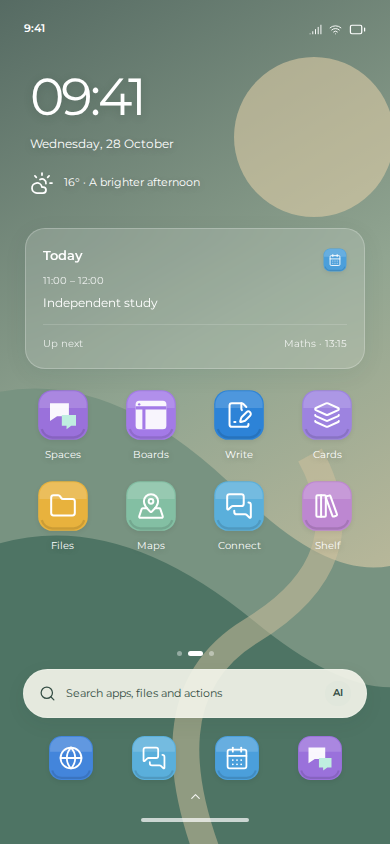 9:41
09:41
Wednesday, 28 October
16° · A brighter afternoon
Today
11:00 – 12:00
Independent study
Up next
Maths · 13:15
Spaces
Boards
Write
Cards
Files
Maps
Connect
Shelf
Search apps, files and actions
AI